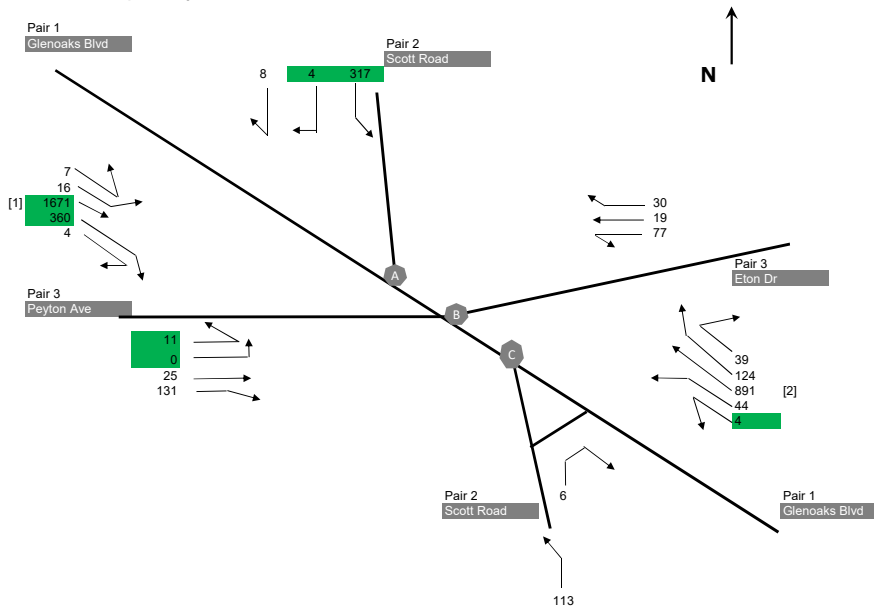 Pair 1
Glenoaks Blvd
Pair 2
Scott Road
8 4 317
N
7
16
[1] 1671
360
4
30
19
77
A
Pair 3
Eton Dr
Pair 3
Peyton Ave
B
11
0
25
131
C
39
124
891 [2]
44
4
Pair 2
Scott Road
6
Pair 1
Glenoaks Blvd
113